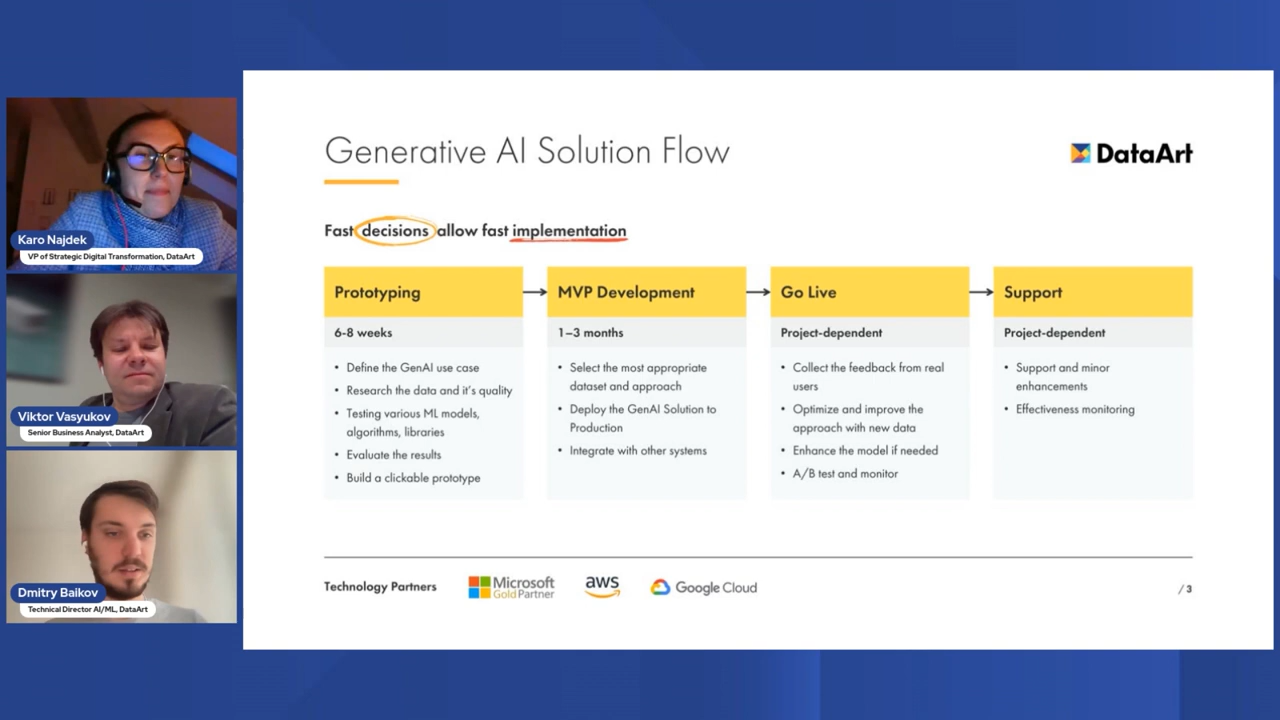 Karo Najdek
VP of Strategic Digital Transformation, DataArt
Viktor Vasyukov
Senior Business Analyst, DataArt
Dmitry Baikov
Technical Director AI/ML, DataArt
Generative AI Solution Flow
DataArt
Fast decisions allow fast implementation
Prototyping
6-8 weeks
• Define the GenAI use case
• Research the data and it's quality
• Testing various ML models,
algorithms, libraries
• Evaluate the results
• Build a clickable prototype
MVP Development
1–3 months
• Select the most appropriate
dataset and approach
• Deploy the GenAI Solution to
Production
• Integrate with other systems
Go Live
Project-dependent
• Collect the feedback from real
users
• Optimize and improve the
approach with new data
• Enhance the model if needed
• A/B test and monitor
Support
Project-dependent
• Support and minor
enhancements
• Effectiveness monitoring
Technology Partners
Microsoft
Gold Partner
aws
Google Cloud
/ 3